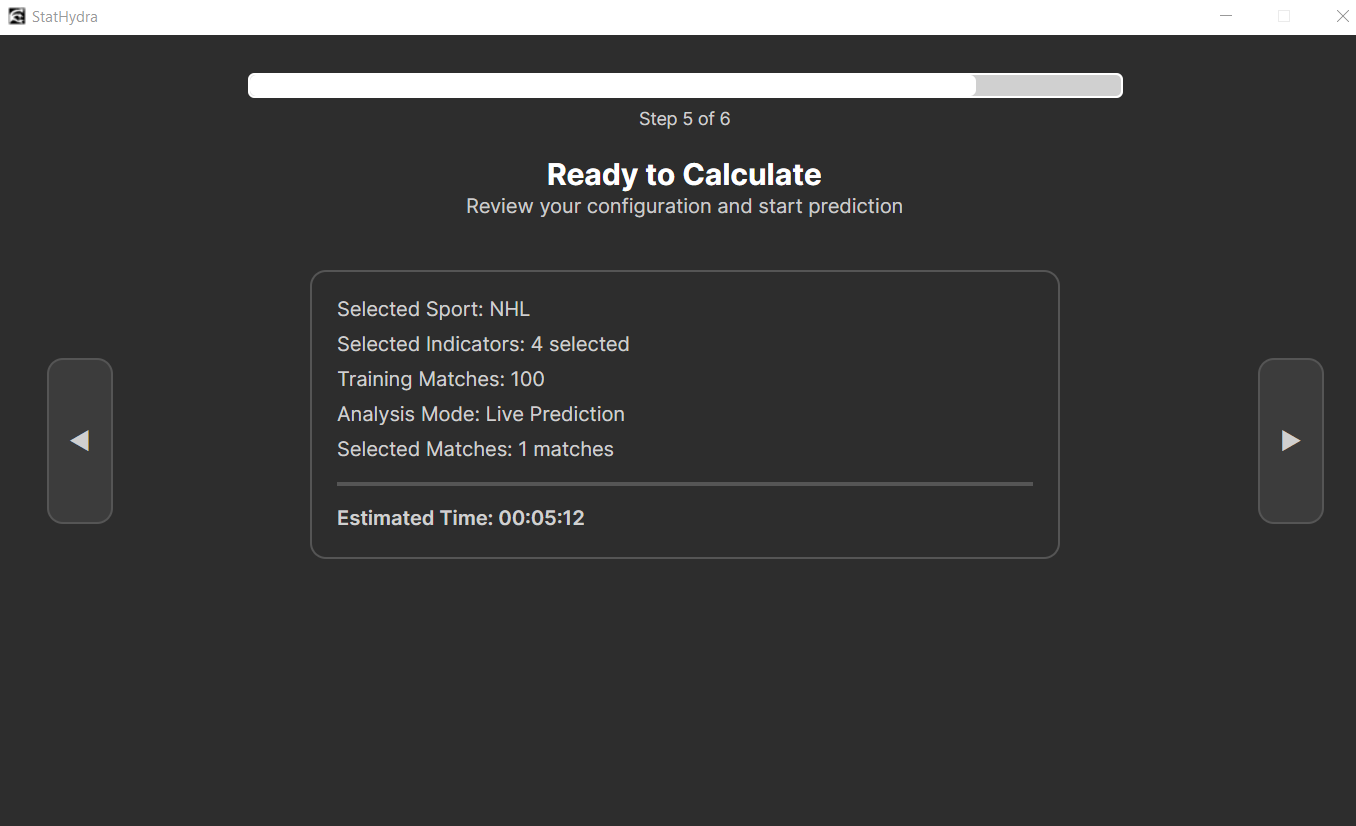 StatHydra
Step 5 of 6
Ready to Calculate
Review your configuration and start prediction
Selected Sport: NHL
Selected Indicators: 4 selected
Training Matches: 100
Analysis Mode: Live Prediction
Selected Matches: 1 matches
Estimated Time: 00:05:12